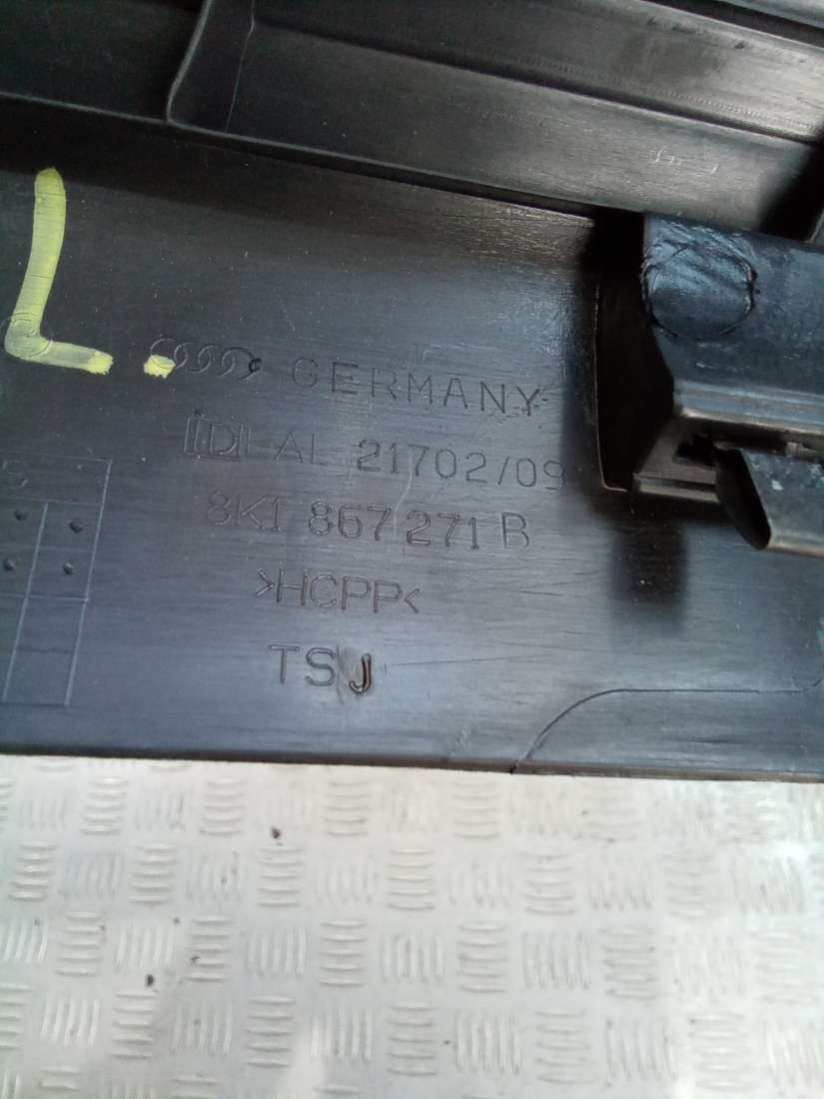 L.
GERMANY
IDEAL 21702/09
8K1 867 271 B
>HCPP<
TSJ
S